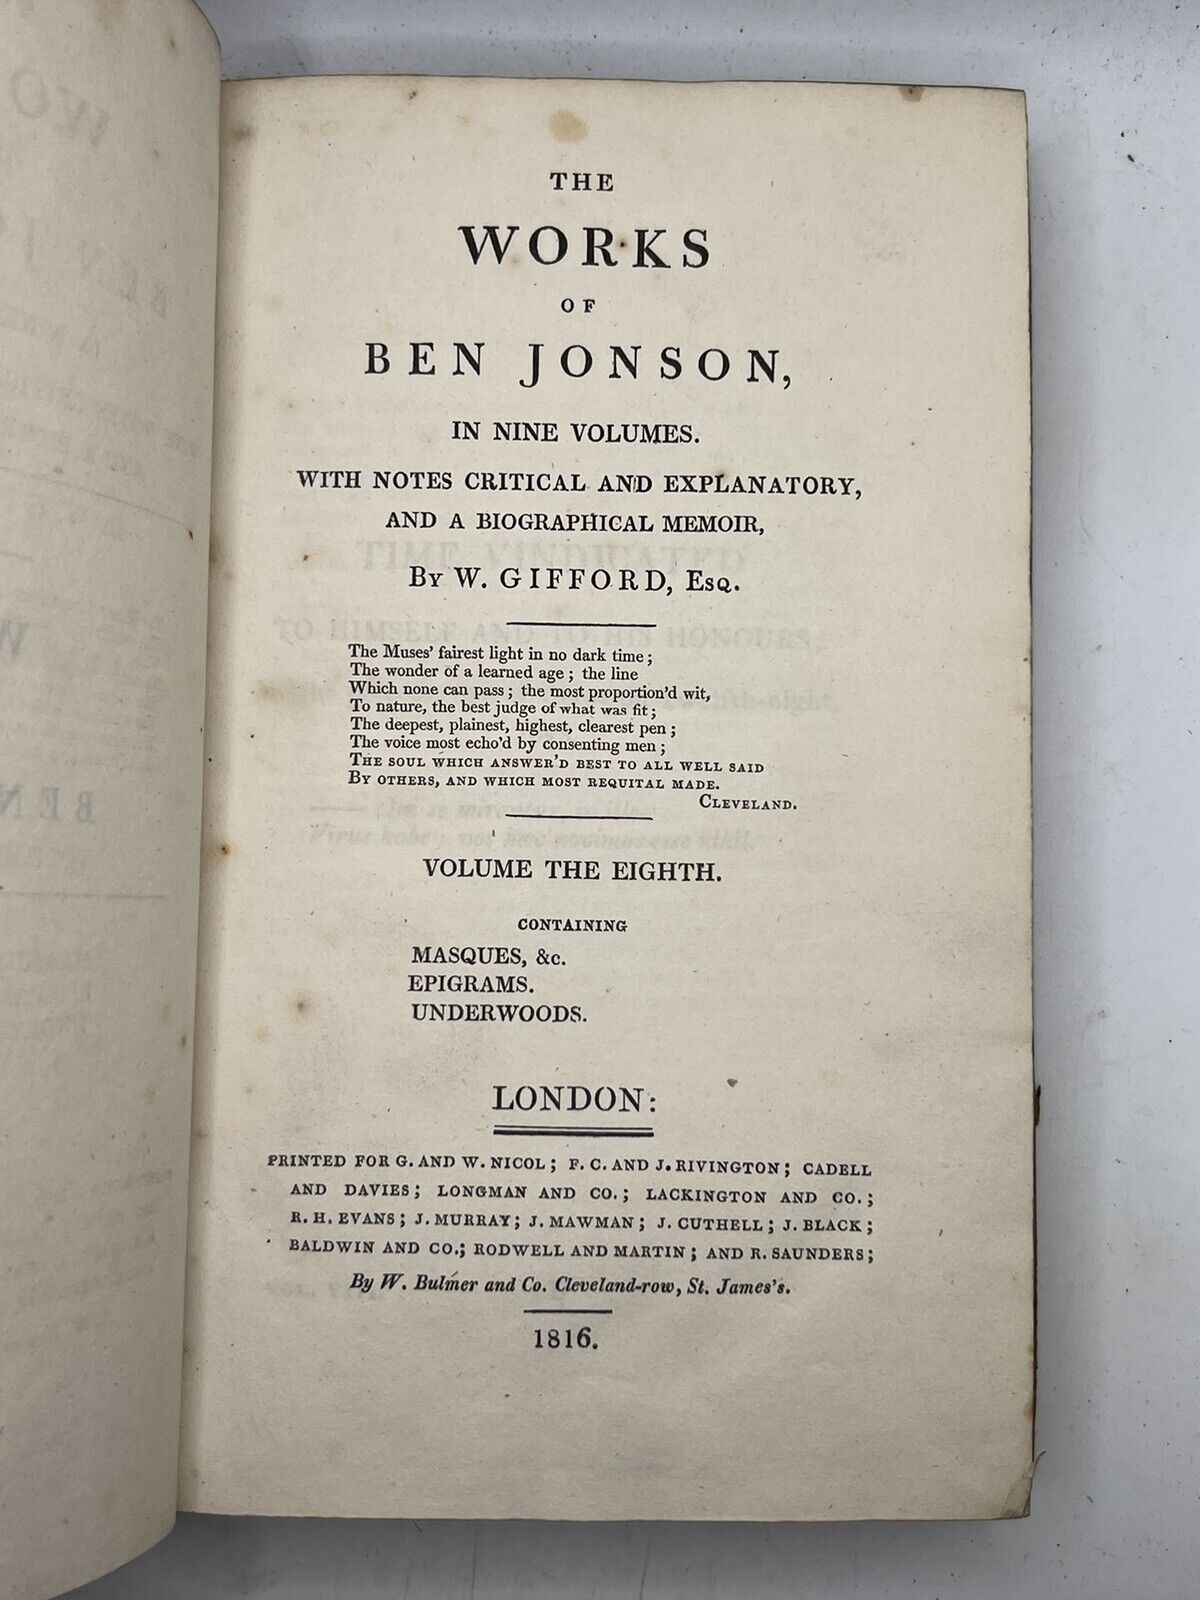 THE
WORKS
OF
BEN JONSON,
IN NINE VOLUMES.
WITH NOTES CRITICAL AND EXPLANATORY,
AND A BIOGRAPHICAL MEMOIR,
BY W. GIFFORD, ESQ.
The Muses' fairest light in no dark time;
The wonder of a learned age; the line
Which none can pass; the most proportion'd wit,
To nature, the best judge of what was fit;
The deepest, plainest, highest, clearest pen;
The voice most echo'd by consenting men;
THE SOUL WHICH ANSWER'D BEST TO ALL WELL SAID
BY OTHERS, AND WHICH MOST REQUITAL MADE.
CLEVELAND.
VOLUME THE EIGHTH.
CONTAINING
MASQUES, &c.
EPIGRAMS.
UNDERWOODS.
LONDON:
PRINTED FOR G. AND W. NICOL; F. C. AND J. RIVINGTON; CADELL
AND DAVIES; LONGMAN AND CO.; LACKINGTON AND CO.;
R. H. EVANS; J. MURRAY; J. MAWMAN; J. CUTHELL; J. BLACK;
BALDWIN AND CO.; RODWELL AND MARTIN; AND R. SAUNDERS;
By W. Bulmer and Co. Cleveland-row, St. James's.
1816.